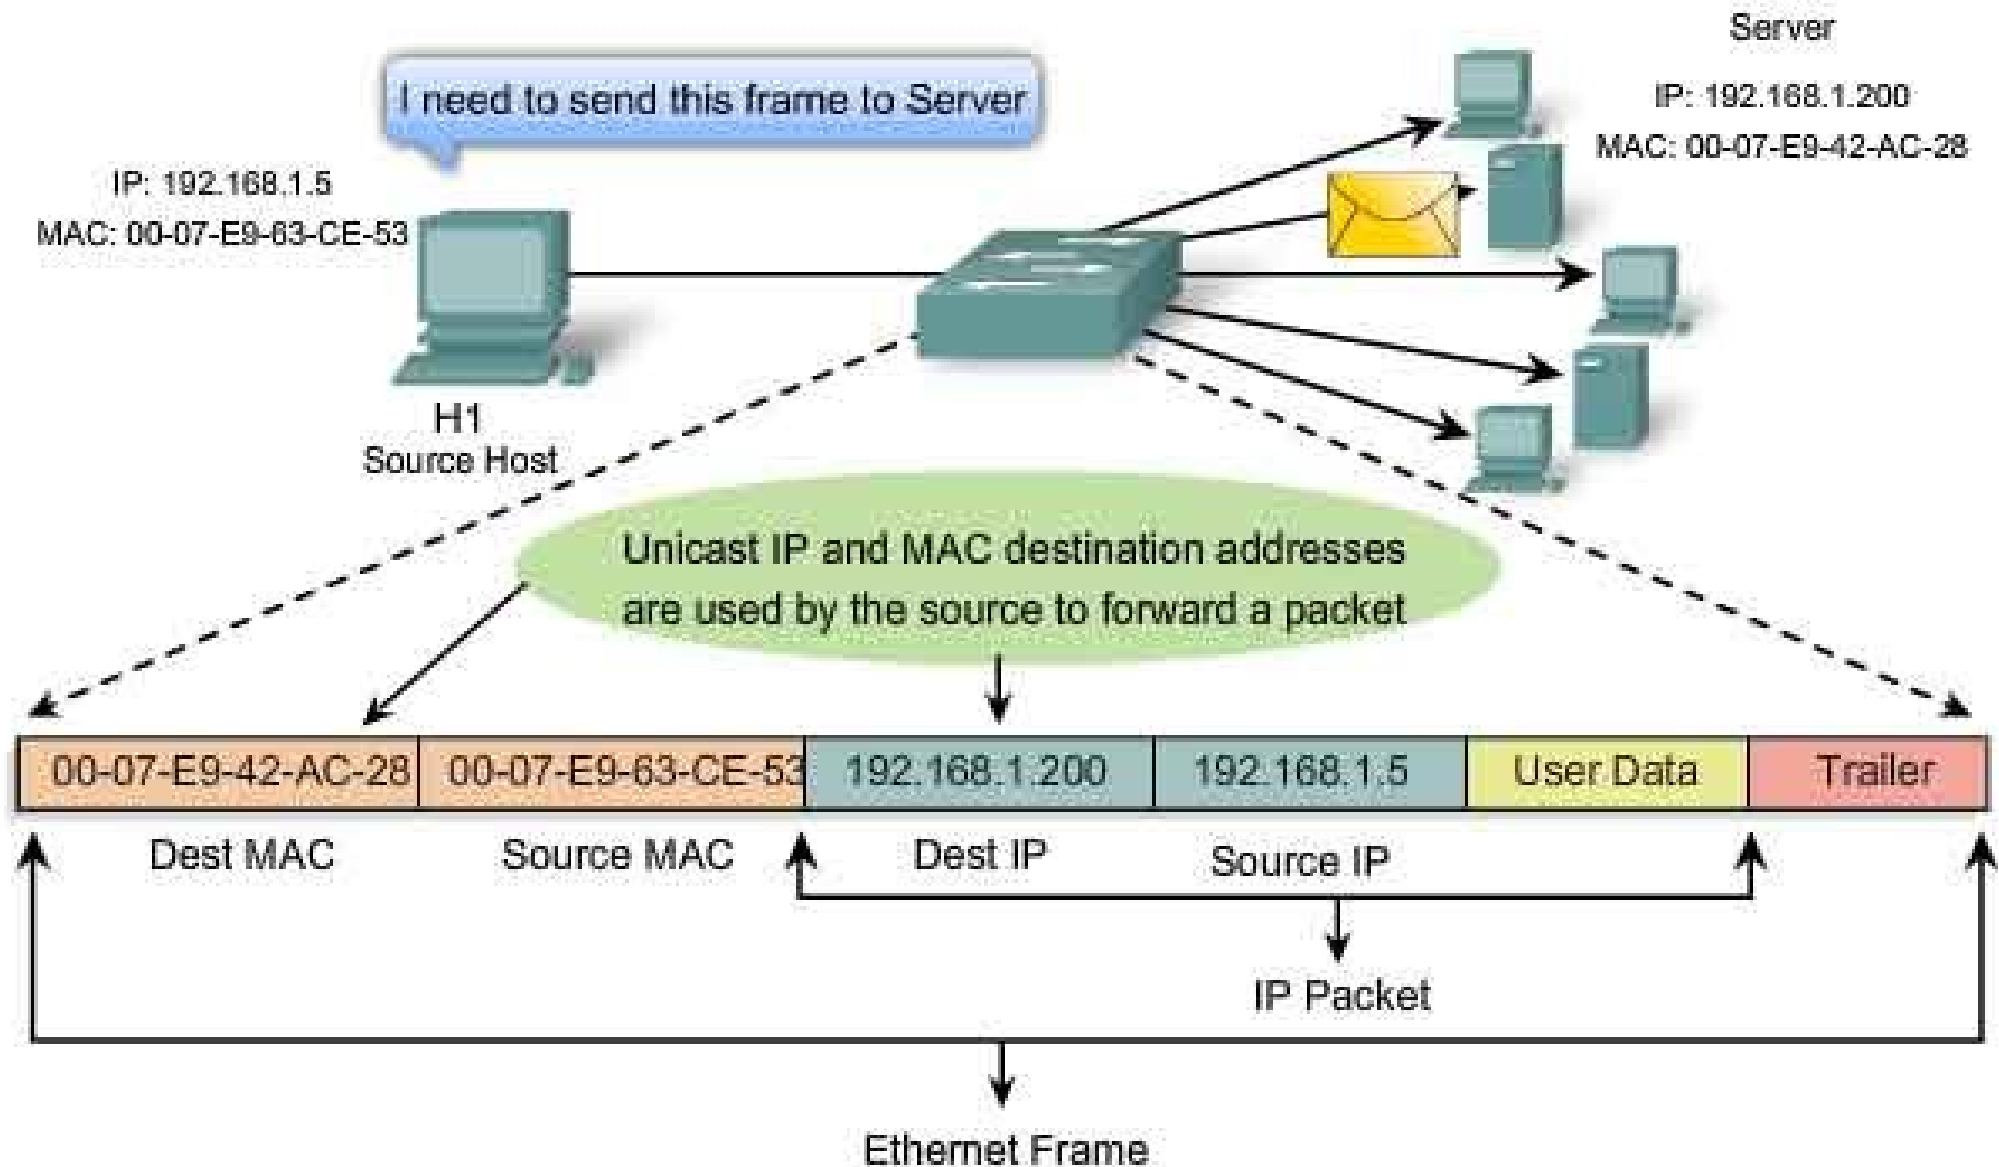 Server
I need to send this frame to Server
IP: 192.168.1.200
MAC: 00-07-E9-42-AC-28
IP: 192.168.1.5
MAC: 00-07-E9-63-CE-53
H1
Source Host
Unicast IP and MAC destination addresses
are used by the source to forward a packet
00-07-E9-42-AC-28 00-07-E9-63-CE-53 192.168.1.200 192.168.1.5 User Data Trailer
Dest MAC Source MAC Dest IP Source IP
IP Packet
Ethernet Frame